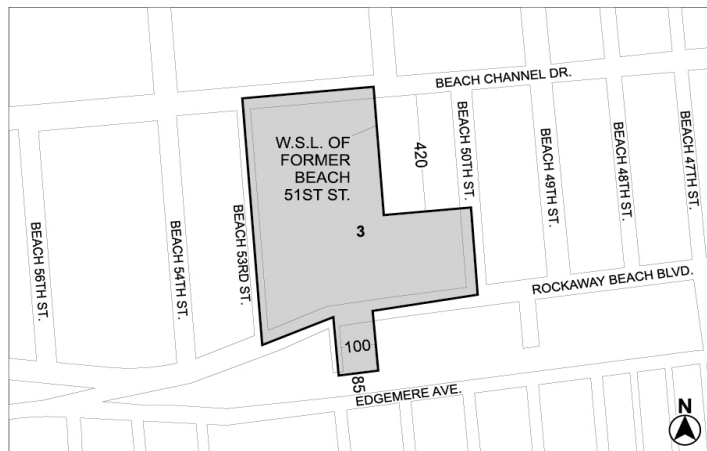 BEACH CHANNEL DR.
W.S.L. OF
FORMER
BEACH
51ST ST.
420
BEACH 50TH ST.
BEACH 49TH ST.
BEACH 48TH ST.
BEACH 47TH ST.
BEACH 56TH ST.
BEACH 54TH ST.
BEACH 53RD ST.
3
ROCKAWAY BEACH BLVD.
100
85
EDGEMERE AVE.
N